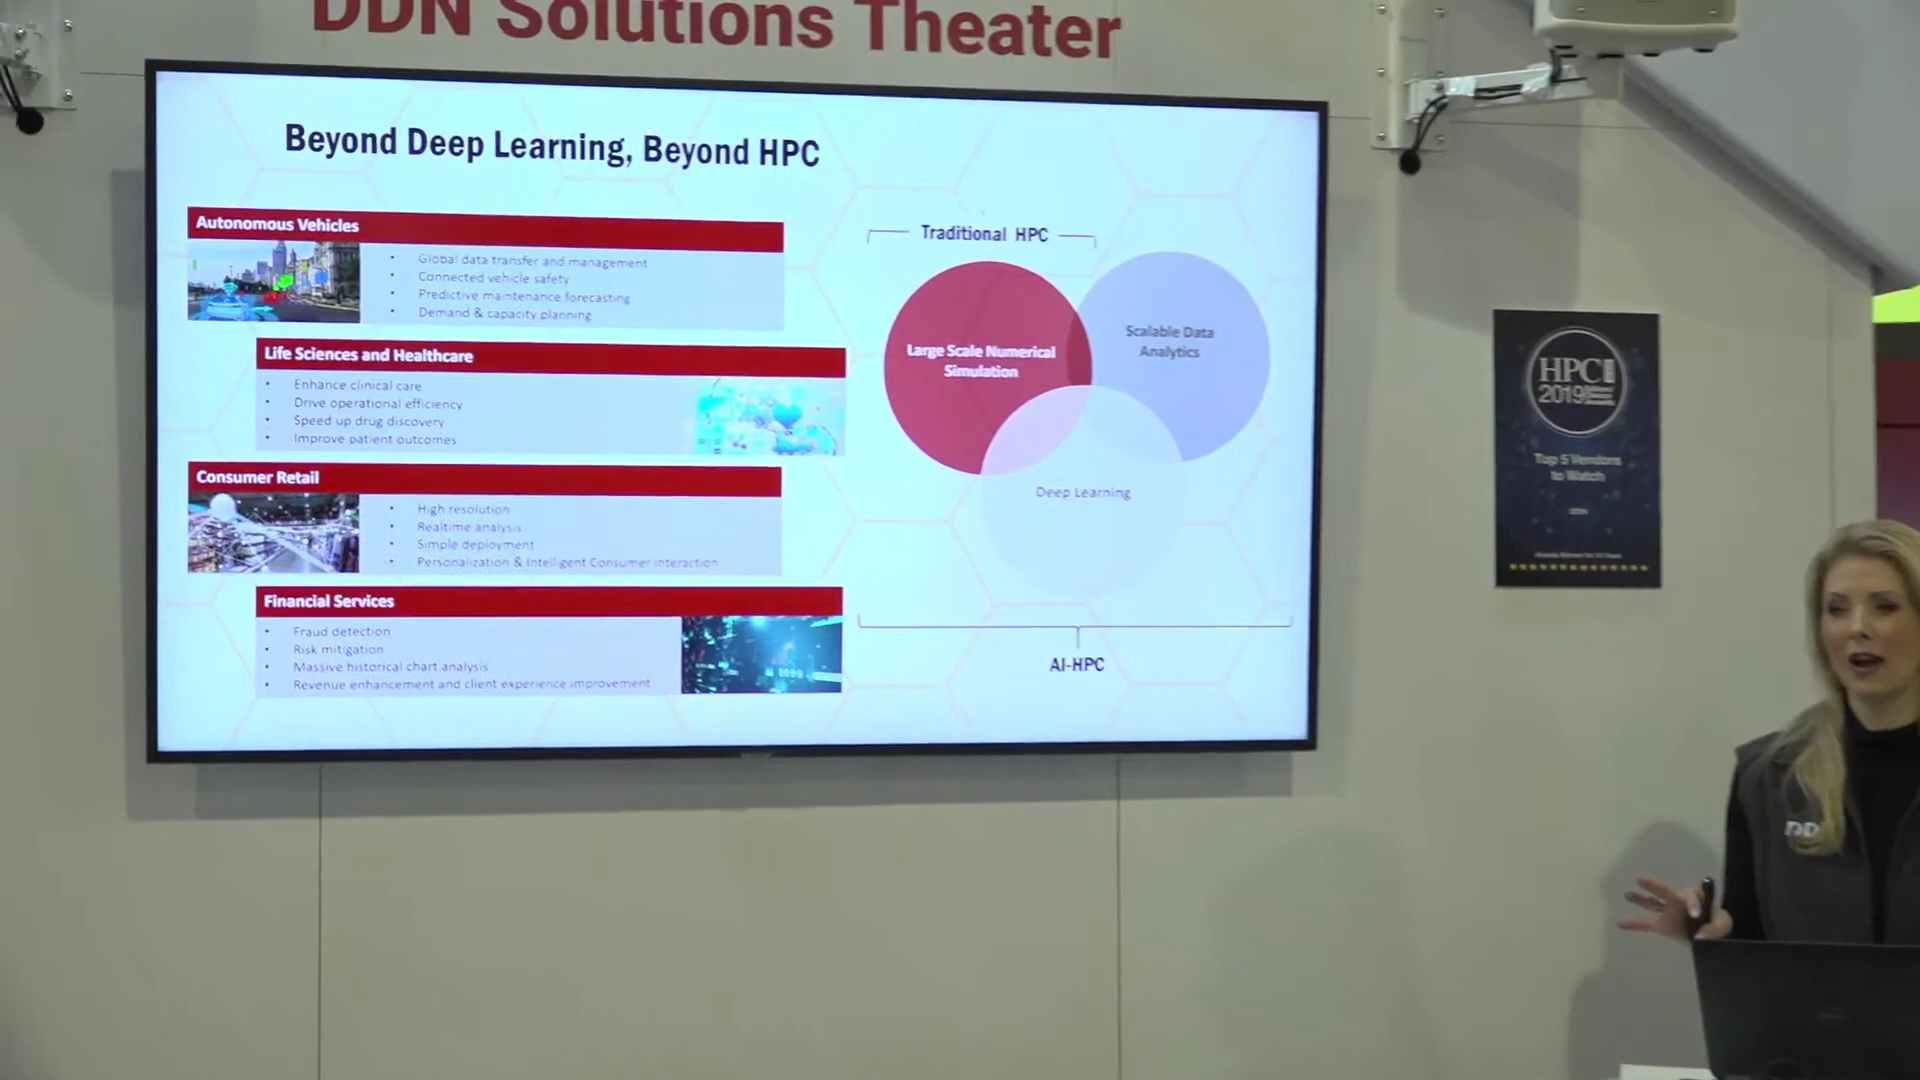 DDN Solutions Theater
Beyond Deep Learning, Beyond HPC
Autonomous Vehicles
• Global data transfer and management
• Connected vehicle safety
• Predictive maintenance forecasting
• Demand & capacity planning
Life Sciences and Healthcare
• Enhance clinical care
• Drive operational efficiency
• Speed up drug discovery
• Improve patient outcomes
Consumer Retail
• High resolution
• Realtime analysis
• Simple deployment
• Personalization & Intelligent Consumer Interaction
Financial Services
• Fraud detection
• Risk mitigation
• Massive historical chart analysis
• Revenue enhancement and client experience improvement
Traditional HPC
Large Scale Numerical
Simulation
Scalable Data
Analytics
Deep Learning
AI-HPC
HPC
2019
Top 5 Vendors
to Watch
DD